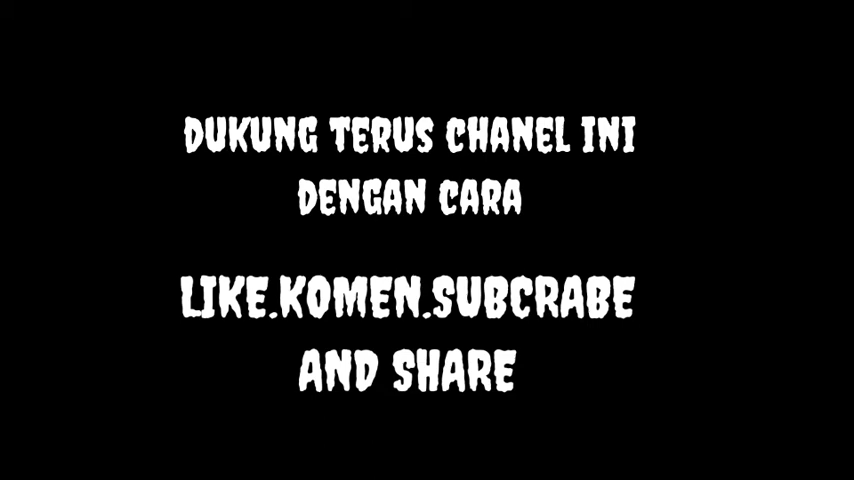 DUKUNG TERUS CHANEL INI
DENGAN CARA
LIKE.KOMEN.SUBCRABE
AND SHARE